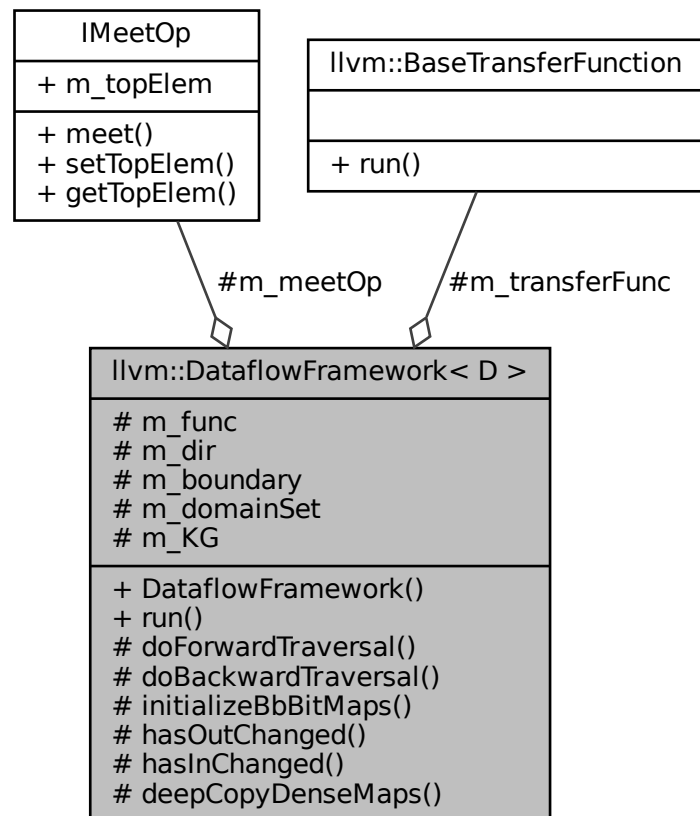 IMeetOp
+ m_topElem
+ meet()
+ setTopElem()
+ getTopElem()
llvm::BaseTransferFunction
+ run()
#m_meetOp
#m_transferFunc
llvm::DataflowFramework< D >
# m_func
# m_dir
# m_boundary
# m_domainSet
# m_KG
+ DataflowFramework()
+ run()
# doForwardTraversal()
# doBackwardTraversal()
# initializeBbBitMaps()
# hasOutChanged()
# hasInChanged()
# deepCopyDenseMaps()